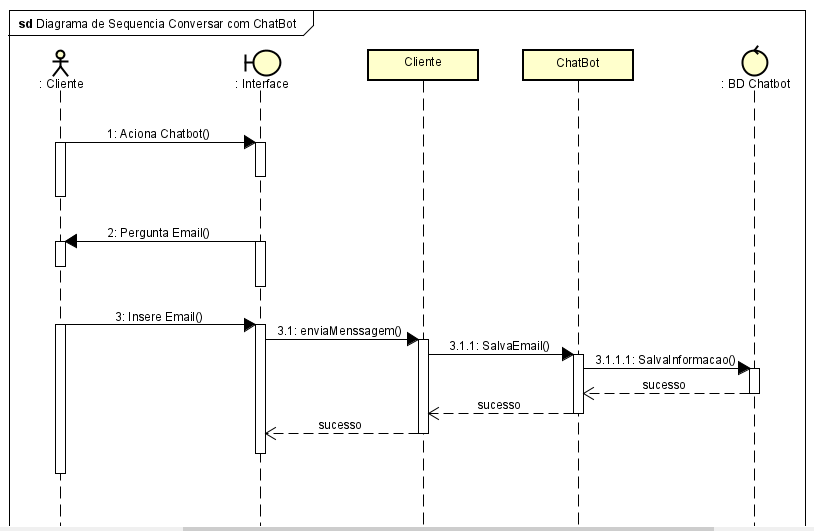 sd Diagrama de Sequencia Conversar com ChatBot
: Cliente
: Interface
Cliente
ChatBot
: BD Chatbot
1: Aciona Chatbot()
2: Pergunta Email()
3: Insere Email()
3.1: enviaMenssagem()
3.1.1: SalvaEmail()
3.1.1.1: SalvaInformacao()
sucesso
sucesso
sucesso